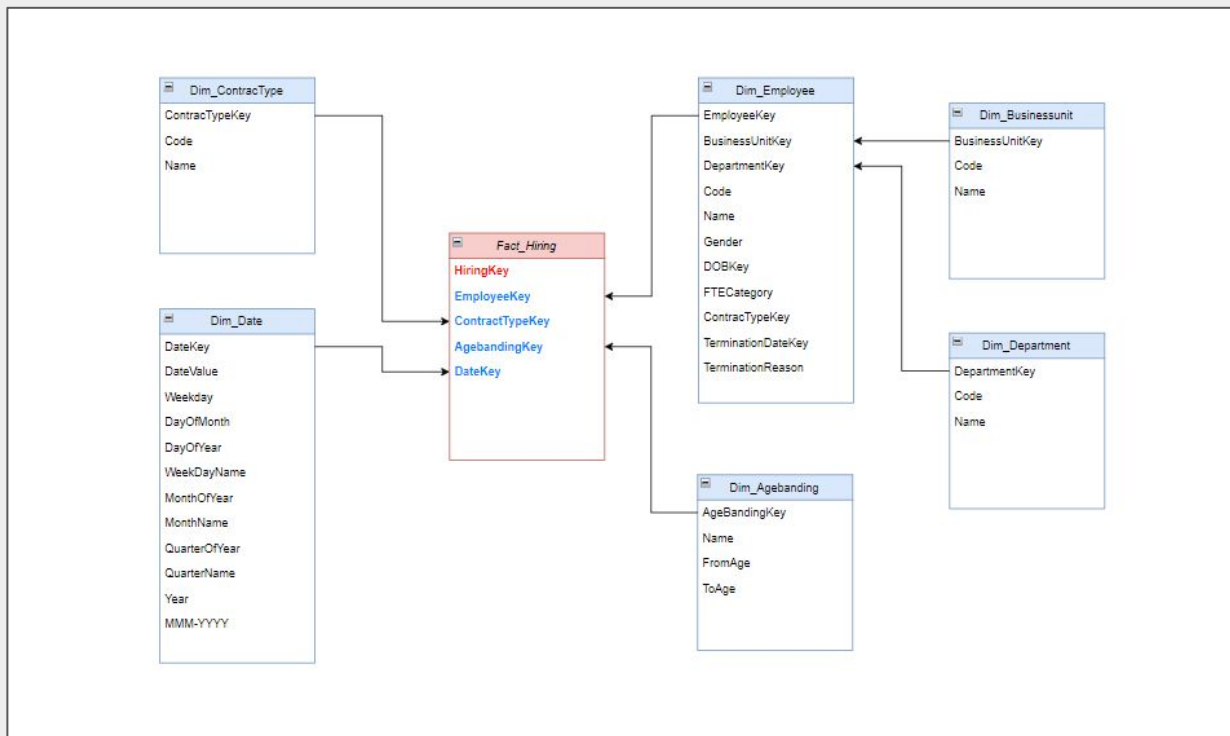 Dim_ContracType
ContracTypeKey
Code
Name
Dim_Date
DateKey
DateValue
Weekday
DayOfMonth
DayOfYear
WeekDayName
MonthOfYear
MonthName
QuarterOfYear
QuarterName
Year
MMM-YYYY
Fact_Hiring
HiringKey
EmployeeKey
ContractTypeKey
AgebandingKey
DateKey
Dim_Employee
EmployeeKey
BusinessUnitKey
DepartmentKey
Code
Name
Gender
DOBKey
FTECategory
ContracTypeKey
TerminationDateKey
TerminationReason
Dim_Agebanding
AgeBandingKey
Name
FromAge
ToAge
Dim_Businessunit
BusinessUnitKey
Code
Name
Dim_Department
DepartmentKey
Code
Name